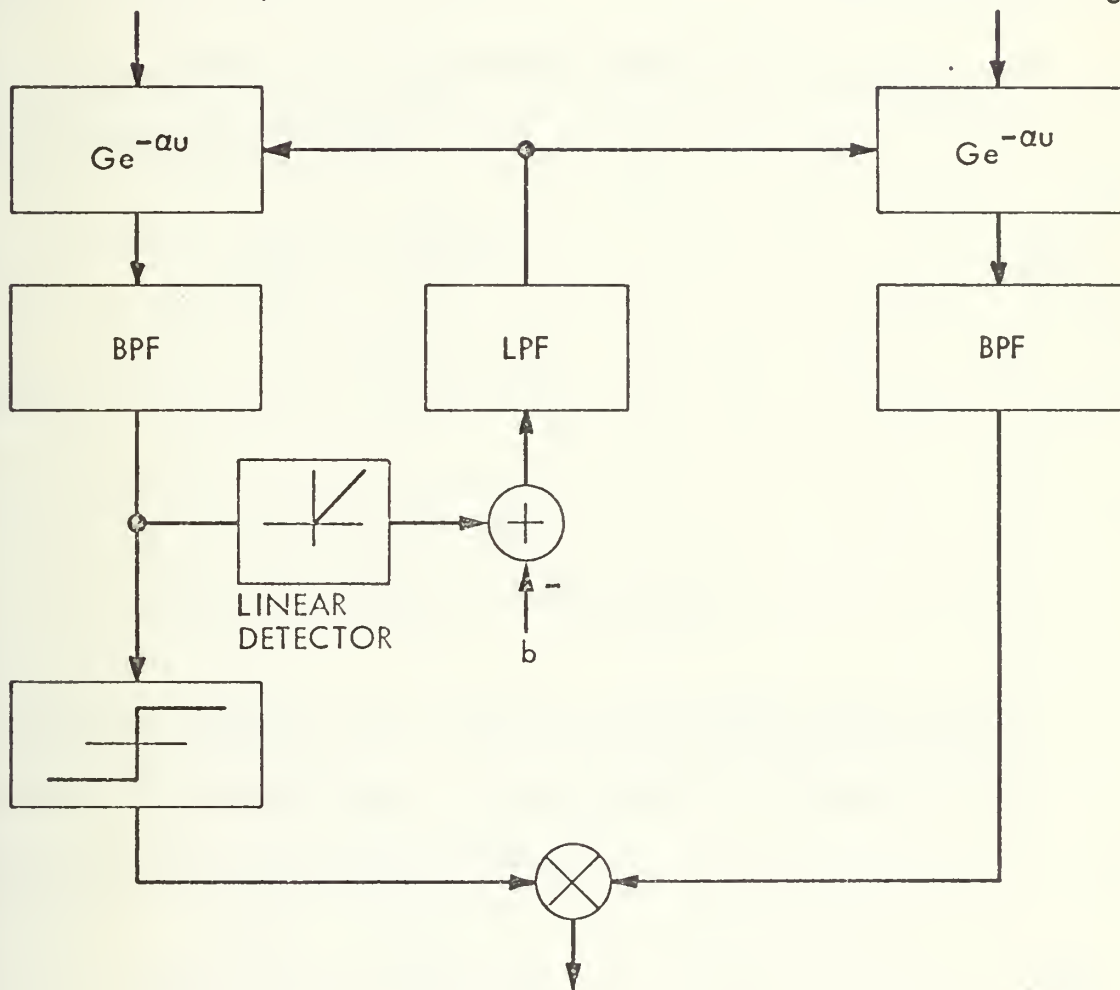 Ge^-αu
Ge^-αu
BPF
LPF
BPF
LINEAR
DETECTOR
+
-
b